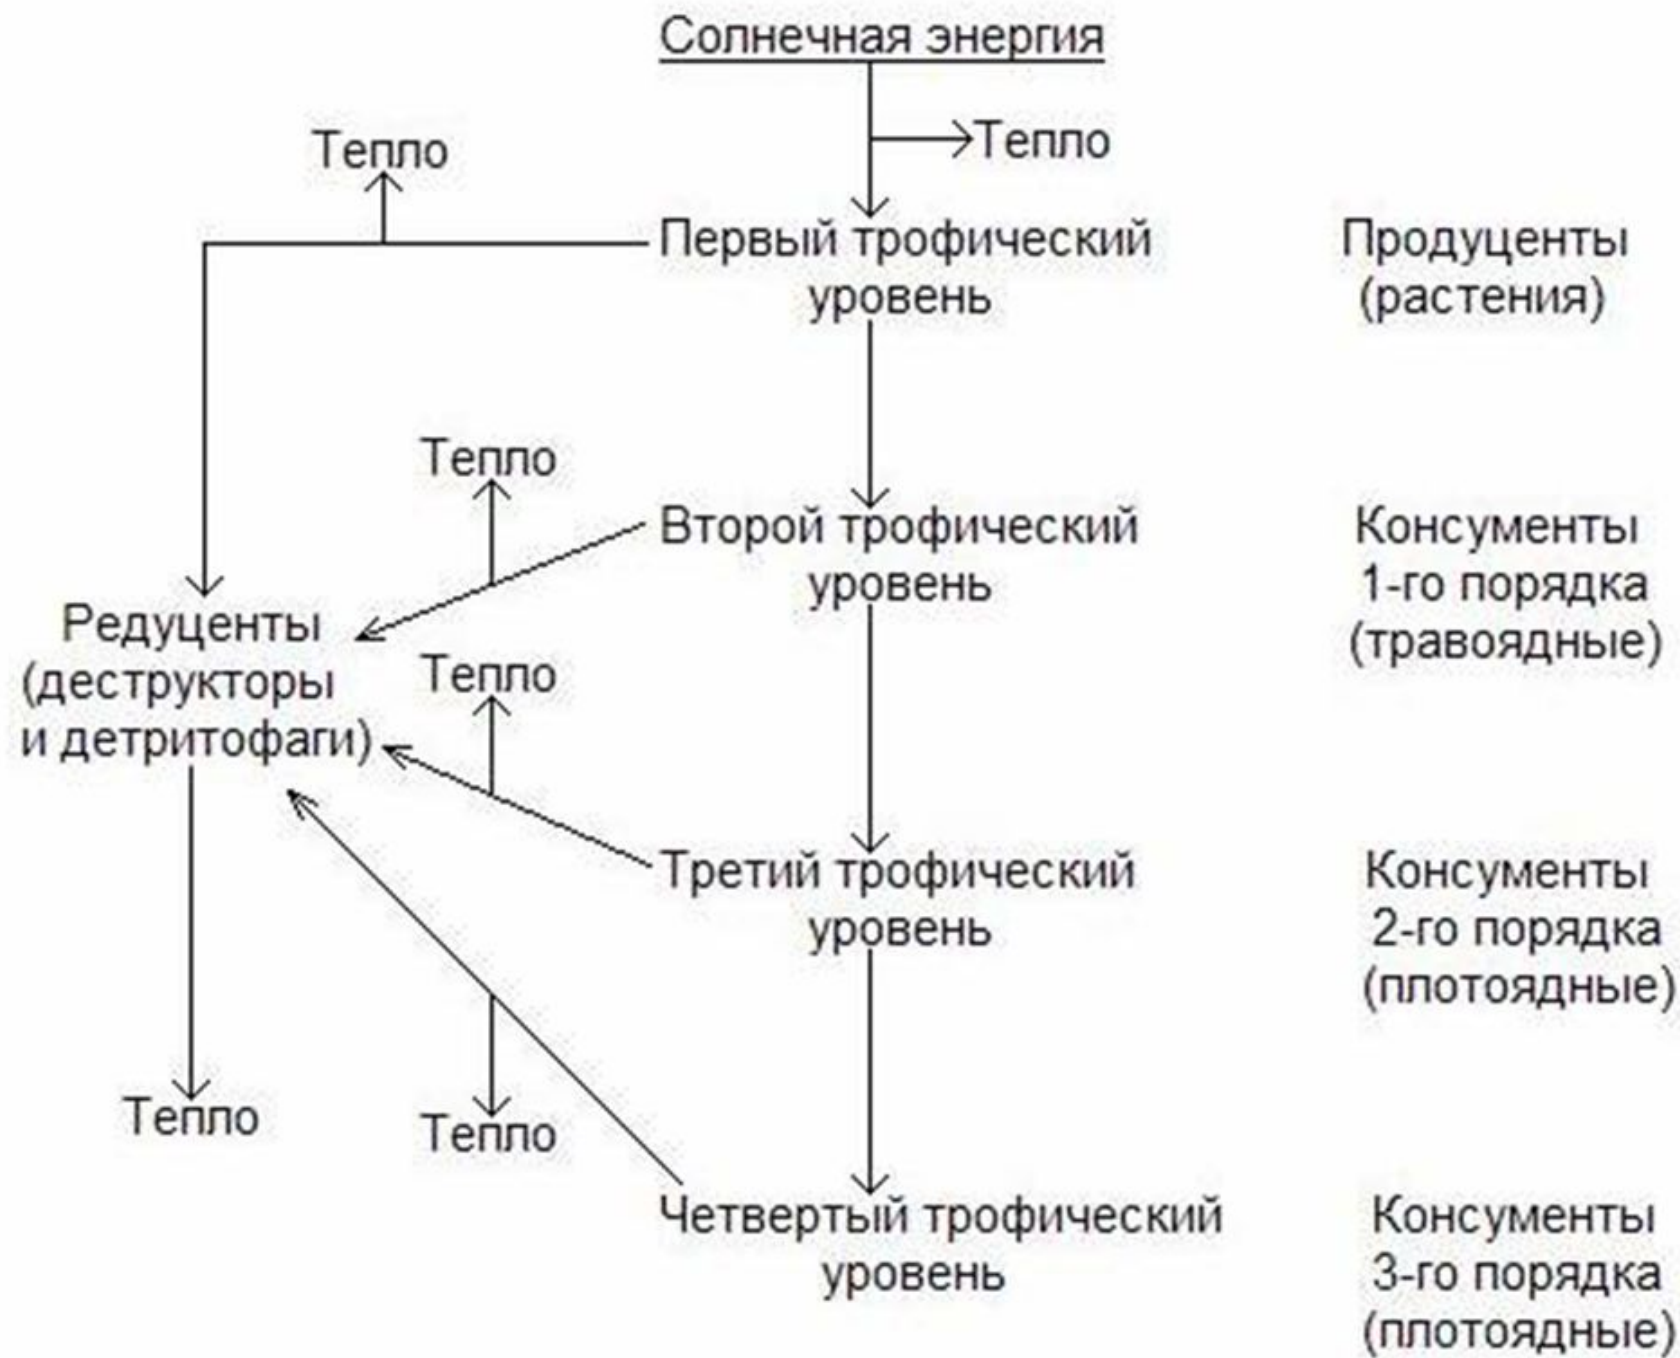 Солнечная энергия
Тепло
Тепло
Первый трофический
уровень
Продуценты
(растения)
Тепло
Второй трофический
уровень
Консументы
1-го порядка
(травоядные)
Редуценты
(деструкторы
и детритофаги)
Тепло
Третий трофический
уровень
Консументы
2-го порядка
(плотоядные)
Тепло
Тепло
Четвертый трофический
уровень
Консументы
3-го порядка
(плотоядные)